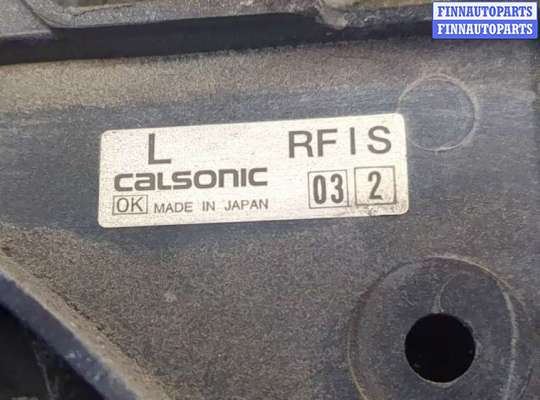 FINNAUTOPARTS
FINNAUTOPARTS
L RFIS
CALSONIC 03 2
OK MADE IN JAPAN